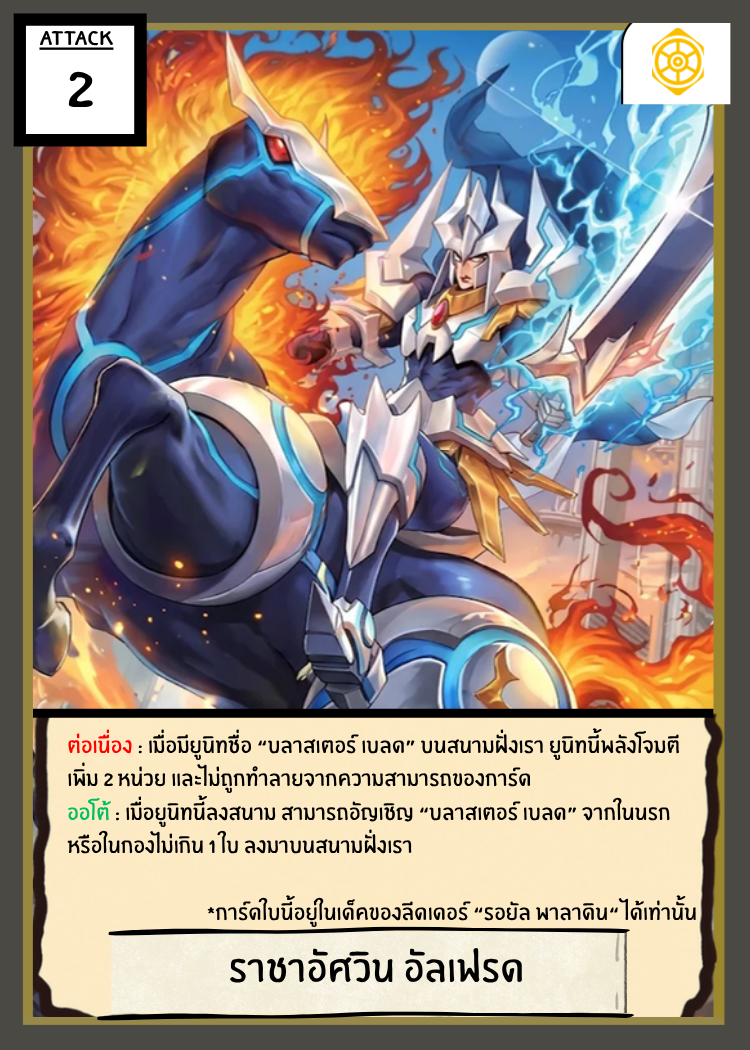 ATTACK
2
ต่อเนื่อง : เมื่อมียูนิทชื่อ “บลาสเตอร์ เบลด” บนสนามฝั่งเรา ยูนิทนี้พลังโจมตี
เพิ่ม 2 หน่วย และไม่ถูกทำลายจากความสามารถของการ์ด
ออโต้ : เมื่อยูนิทนี้ลงสนาม สามารถอัญเชิญ “บลาสเตอร์ เบลด” จากในนรก
หรือในกองไม่เกิน 1 ใบ ลงมาบนสนามฝั่งเรา
*การ์ดใบนี้อยู่ในเด็คของลีดเดอร์ “รอยัล พาลาดิน“ ได้เท่านั้น
ราชาอัศวิน อัลเฟรด